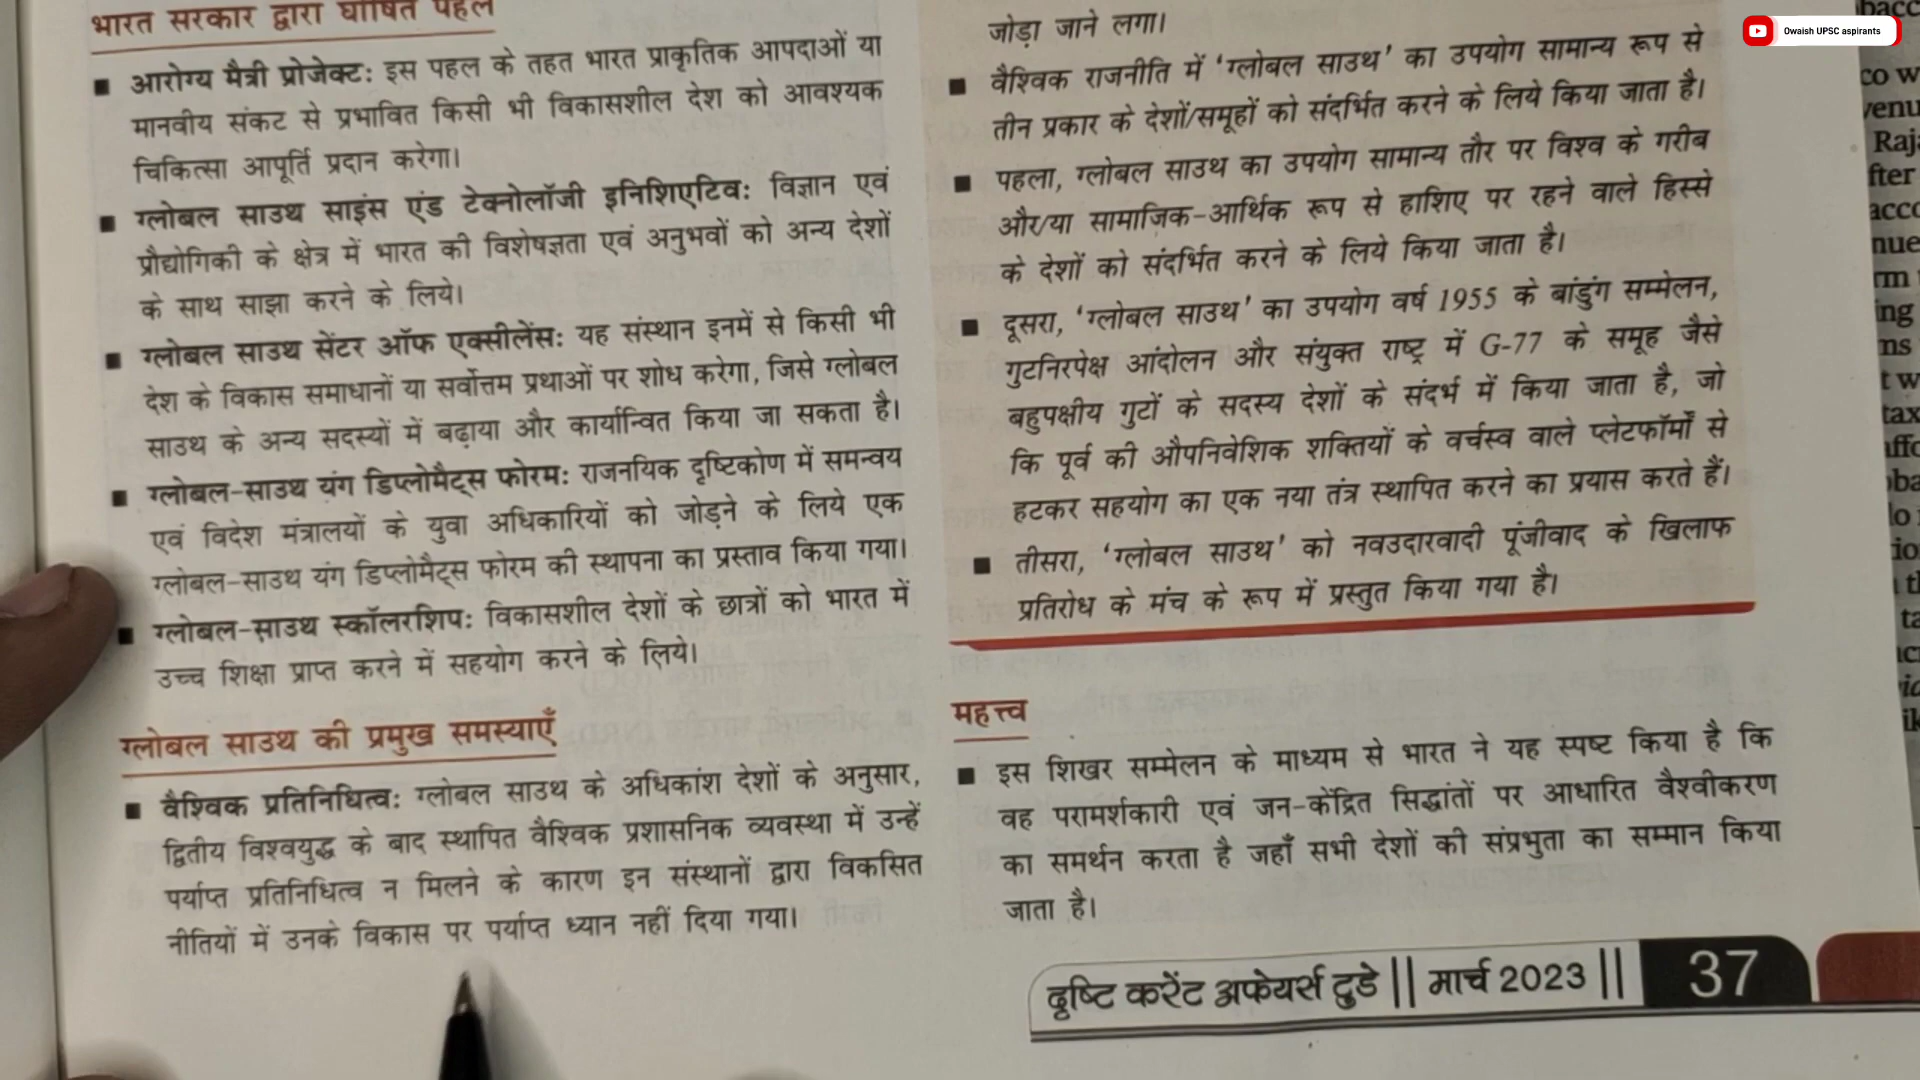 भारत सरकार द्वारा घोषित पहल
■ आरोग्य मैत्री प्रोजेक्ट: इस पहल के तहत भारत प्राकृतिक आपदाओं या
मानवीय संकट से प्रभावित किसी भी विकासशील देश को आवश्यक
चिकित्सा आपूर्ति प्रदान करेगा।
■ ग्लोबल साउथ साइंस एंड टेक्नोलॉजी इनिशिएटिव: विज्ञान एवं
प्रौद्योगिकी के क्षेत्र में भारत की विशेषज्ञता एवं अनुभवों को अन्य देशों
के साथ साझा करने के लिये।
■ ग्लोबल साउथ सेंटर ऑफ एक्सीलेंस: यह संस्थान इनमें से किसी भी
देश के विकास समाधानों या सर्वोत्तम प्रथाओं पर शोध करेगा, जिसे ग्लोबल
साउथ के अन्य सदस्यों में बढ़ाया और कार्यान्वित किया जा सकता है।
■ ग्लोबल-साउथ यंग डिप्लोमैट्स फोरम: राजनयिक दृष्टिकोण में समन्वय
एवं विदेश मंत्रालयों के युवा अधिकारियों को जोड़ने के लिये एक
ग्लोबल-साउथ यंग डिप्लोमैट्स फोरम की स्थापना का प्रस्ताव किया गया।
■ ग्लोबल-साउथ स्कॉलरशिप: विकासशील देशों के छात्रों को भारत में
उच्च शिक्षा प्राप्त करने में सहयोग करने के लिये।
ग्लोबल साउथ की प्रमुख समस्याएँ
■ वैश्विक प्रतिनिधित्व: ग्लोबल साउथ के अधिकांश देशों के अनुसार,
द्वितीय विश्वयुद्ध के बाद स्थापित वैश्विक प्रशासनिक व्यवस्था में उन्हें
पर्याप्त प्रतिनिधित्व न मिलने के कारण इन संस्थानों द्वारा विकसित
नीतियों में उनके विकास पर पर्याप्त ध्यान नहीं दिया गया।
जोड़ा जाने लगा।
■ वैश्विक राजनीति में 'ग्लोबल साउथ' का उपयोग सामान्य रूप से
तीन प्रकार के देशों/समूहों को संदर्भित करने के लिये किया जाता है।
■ पहला, ग्लोबल साउथ का उपयोग सामान्य तौर पर विश्व के गरीब
और/या सामाजिक-आर्थिक रूप से हाशिए पर रहने वाले हिस्से
के देशों को संदर्भित करने के लिये किया जाता है।
■ दूसरा, 'ग्लोबल साउथ' का उपयोग वर्ष 1955 के बांडुंग सम्मेलन,
गुटनिरपेक्ष आंदोलन और संयुक्त राष्ट्र में G-77 के समूह जैसे
बहुपक्षीय गुटों के सदस्य देशों के संदर्भ में किया जाता है, जो
कि पूर्व की औपनिवेशिक शक्तियों के वर्चस्व वाले प्लेटफॉर्मों से
हटकर सहयोग का एक नया तंत्र स्थापित करने का प्रयास करते हैं।
■ तीसरा, 'ग्लोबल साउथ' को नवउदारवादी पूंजीवाद के खिलाफ
प्रतिरोध के मंच के रूप में प्रस्तुत किया गया है।
महत्त्व
■ इस शिखर सम्मेलन के माध्यम से भारत ने यह स्पष्ट किया है कि
वह परामर्शकारी एवं जन-केंद्रित सिद्धांतों पर आधारित वैश्वीकरण
का समर्थन करता है जहाँ सभी देशों की संप्रभुता का सम्मान किया
जाता है।
दृष्टि करेंट अफेयर्स टुडे || मार्च 2023 || 37
Owaish UPSC aspirants